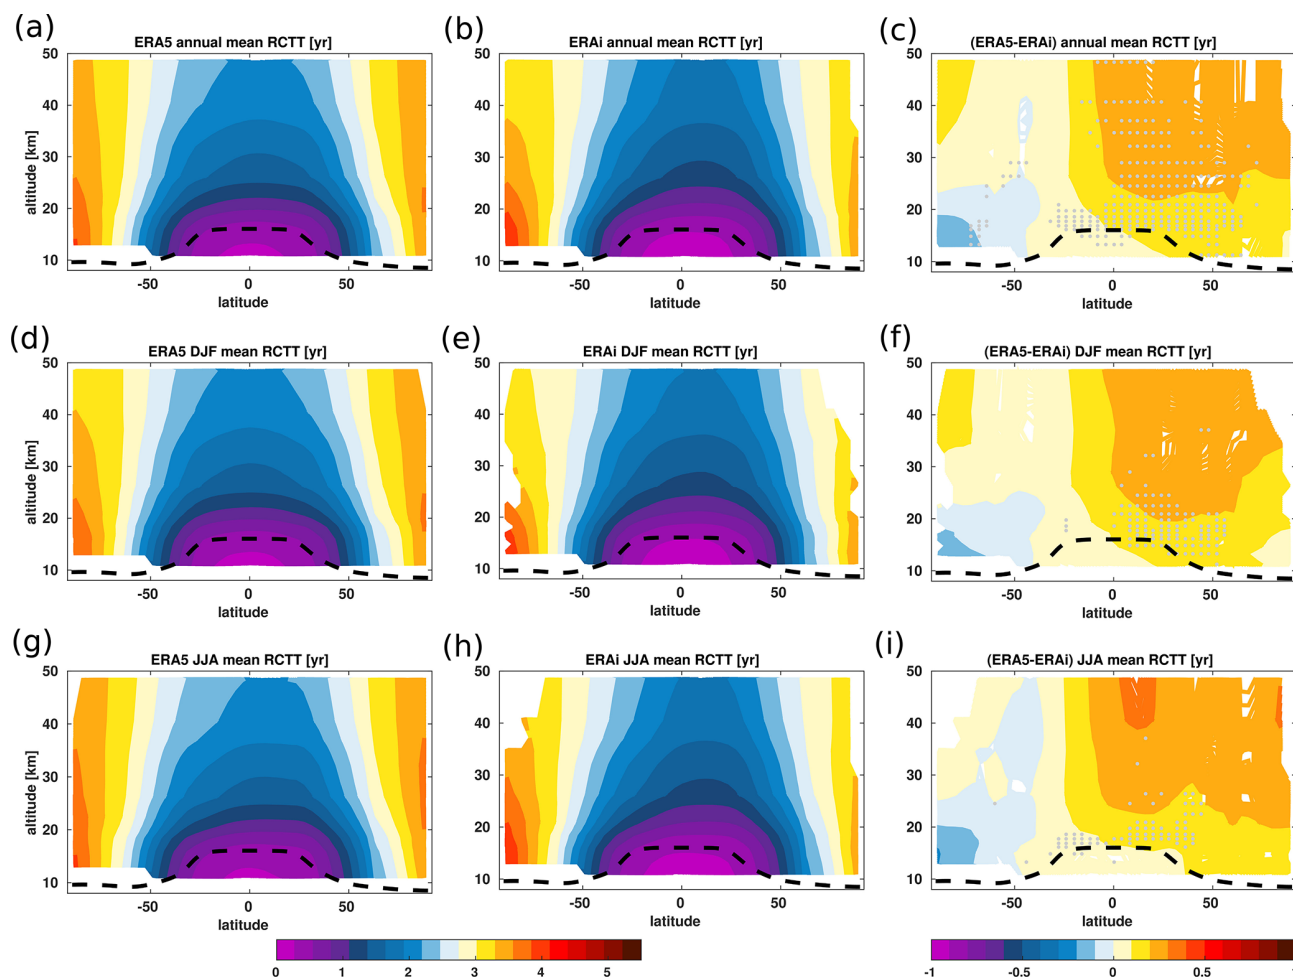 (a) (b) (c)
ERA5 annual mean RCTT [yr] ERAi annual mean RCTT [yr] (ERA5-ERAi) annual mean RCTT [yr]
50 50 50
40 40 40
30 30 30
20 20 20
10 10 10
altitude [km]
-50 0 50 -50 0 50 -50 0 50
latitude latitude latitude
(d) (e) (f)
ERA5 DJF mean RCTT [yr] ERAi DJF mean RCTT [yr] (ERA5-ERAi) DJF mean RCTT [yr]
50 50 50
40 40 40
30 30 30
20 20 20
10 10 10
altitude [km]
-50 0 50 -50 0 50 -50 0 50
latitude latitude latitude
(g) (h) (i)
ERA5 JJA mean RCTT [yr] ERAi JJA mean RCTT [yr] (ERA5-ERAi) JJA mean RCTT [yr]
50 50 50
40 40 40
30 30 30
20 20 20
10 10 10
altitude [km]
-50 0 50 -50 0 50 -50 0 50
latitude latitude latitude
0 1 2 3 4 5 -1 -0.5 0 0.5